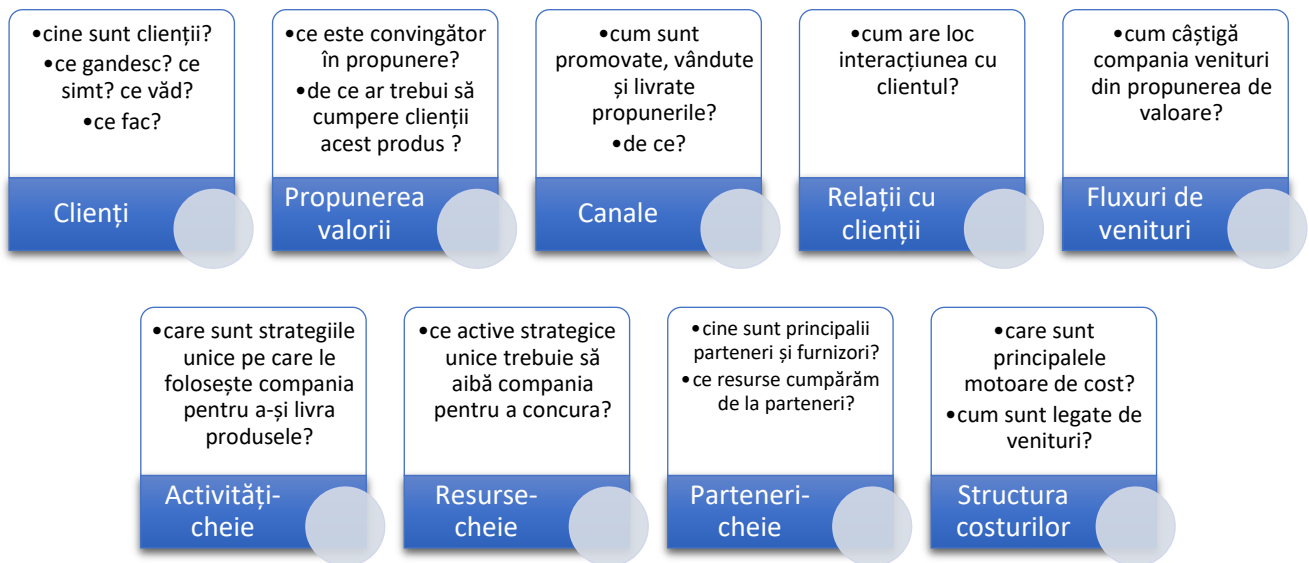 •cine sunt clienții?
•ce gandesc? ce
simt? ce văd?
•ce fac?
Clienți
•ce este convingător
în propunere?
•de ce ar trebui să
cumpere clienții
acest produs ?
Propunerea
valorii
•cum sunt
promovate, vândute
și livrate
propunerile?
•de ce?
Canale
•cum are loc
interacțiunea cu
clientul?
Relații cu
clienții
•cum câștigă
compania venituri
din propunerea de
valoare?
Fluxuri de
venituri
•care sunt strategiile
unice pe care le
folosește compania
pentru a-și livra
produsele?
Activități-
cheie
•ce active strategice
unice trebuie să
aibă compania
pentru a concura?
Resurse-
cheie
•cine sunt principalii
parteneri și furnizori?
•ce resurse cumpărăm
de la parteneri?
Parteneri-
cheie
•care sunt
principalele
motoare de cost?
•cum sunt legate de
venituri?
Structura
costurilor